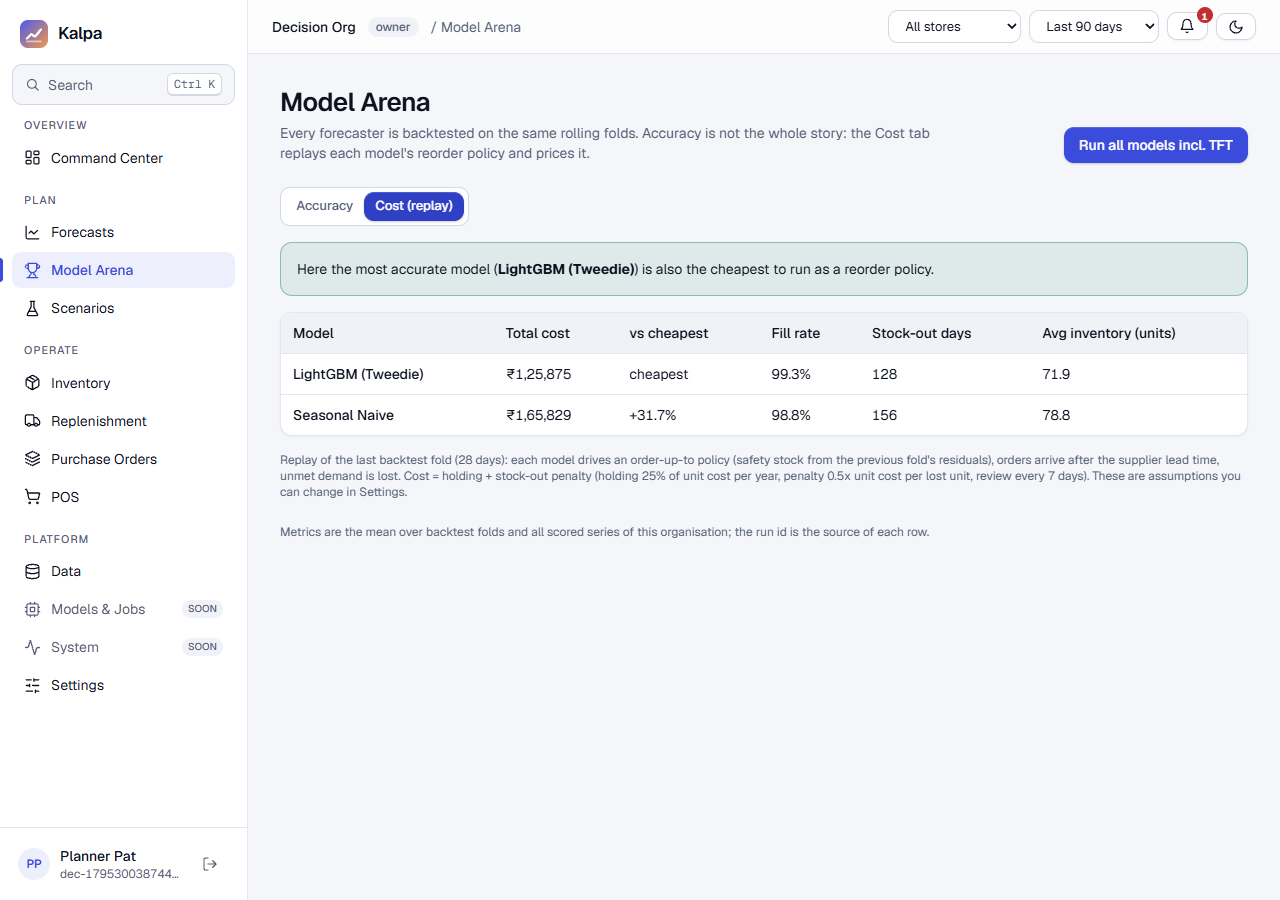 Kalpa
Search Ctrl K
OVERVIEW
Command Center
PLAN
Forecasts
Model Arena
Scenarios
OPERATE
Inventory
Replenishment
Purchase Orders
POS
PLATFORM
Data
Models & Jobs SOON
System SOON
Settings
PP Planner Pat
dec-179530038744...
Decision Org owner / Model Arena
All stores Last 90 days 1
Model Arena
Every forecaster is backtested on the same rolling folds. Accuracy is not the whole story: the Cost tab
replays each model's reorder policy and prices it.
Run all models incl. TFT
Accuracy Cost (replay)
Here the most accurate model (LightGBM (Tweedie)) is also the cheapest to run as a reorder policy.
Model Total cost vs cheapest Fill rate Stock-out days Avg inventory (units)
LightGBM (Tweedie) ₹1,25,875 cheapest 99.3% 128 71.9
Seasonal Naive ₹1,65,829 +31.7% 98.8% 156 78.8
Replay of the last backtest fold (28 days): each model drives an order-up-to policy (safety stock from the previous fold's residuals), orders arrive after the supplier lead time,
unmet demand is lost. Cost = holding + stock-out penalty (holding 25% of unit cost per year, penalty 0.5x unit cost per lost unit, review every 7 days). These are assumptions you
can change in Settings.
Metrics are the mean over backtest folds and all scored series of this organisation; the run id is the source of each row.